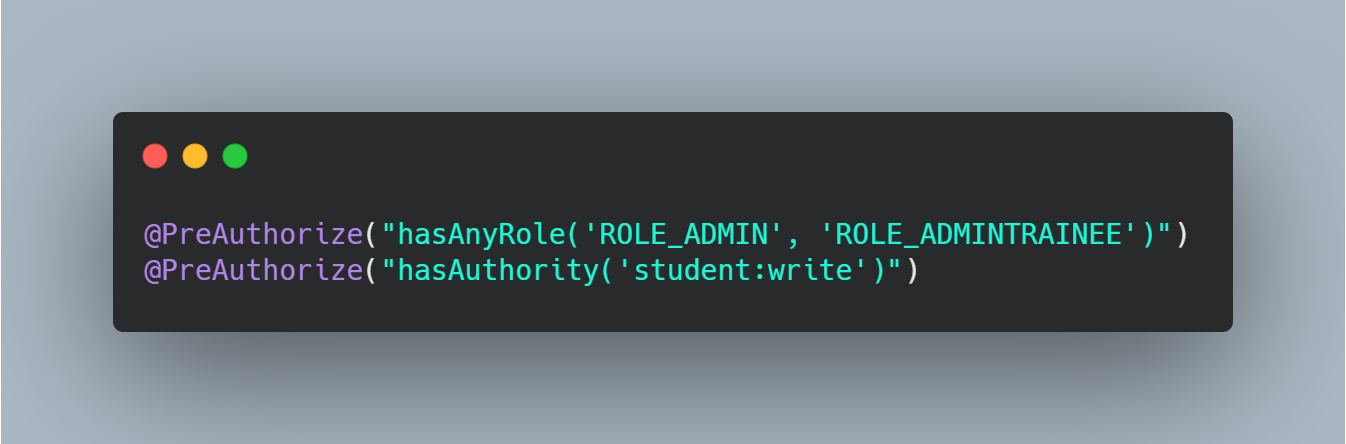 @PreAuthorize("hasAnyRole('ROLE_ADMIN', 'ROLE_ADMINTRAINEE')")
@PreAuthorize("hasAuthority('student:write')")